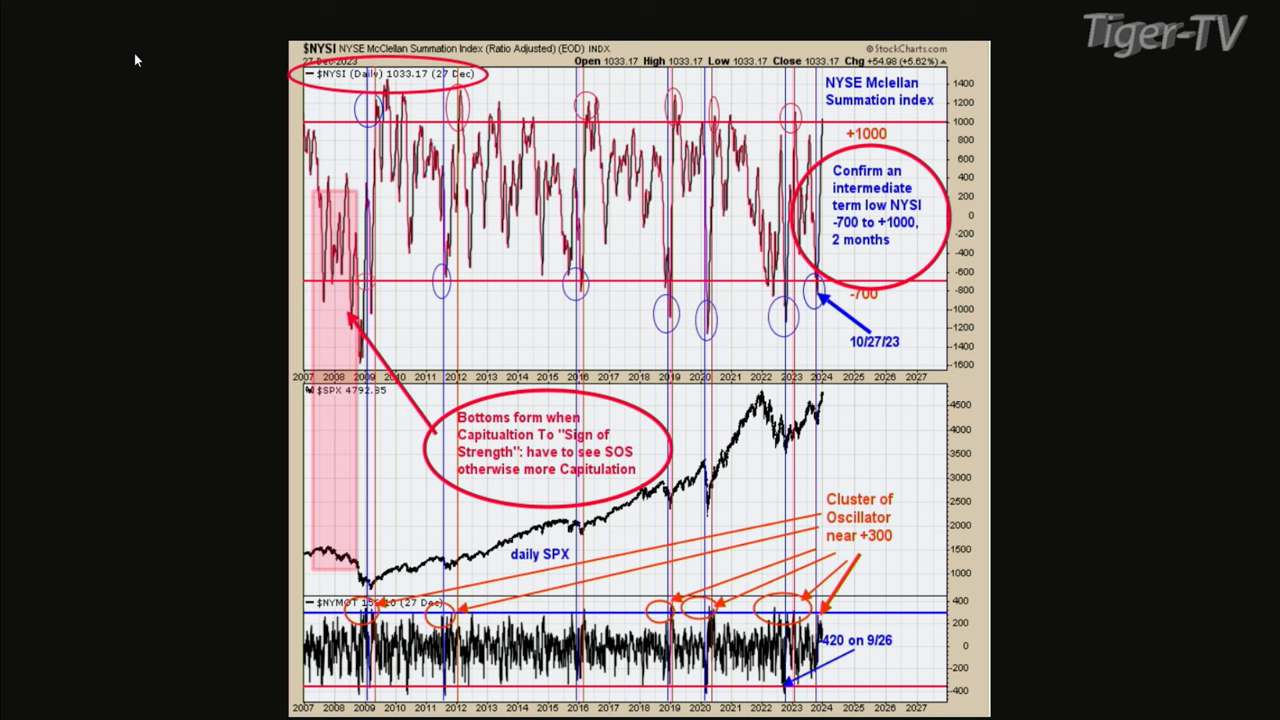 Tiger-TV
$NYSI NYSE McClellan Summation Index (Ratio Adjusted) (EOD) INDX
©StockCharts.com
27-Dec-2023
Open 1033.17 High 1033.17 Low 1033.17 Close 1033.17 Chg +54.98 (+5.62%)
$NYSI (Daily) 1033.17 (27 Dec)
NYSE Mclellan
Summation index
+1000
Confirm an
intermediate
term low NYSI
-700 to +1000,
2 months
-700
10/27/23
1400
1200
1000
800
600
400
200
0
-200
-400
-600
-800
-1000
-1200
-1400
-1600
2007 2008 2009 2010 2011 2012 2013 2014 2015 2016 2017 2018 2019 2020 2021 2022 2023 2024 2025 2026 2027
$SPX 4792.85
Bottoms form when
Capitualtion To "Sign of
Strength": have to see SOS
otherwise more Capitulation
4500
4000
3500
3000
2500
2000
1500
1000
Cluster of
Oscillator
near +300
daily SPX
$NYMOT (27 Dec)
400
200
0
-200
-400
420 on 9/26
2007 2008 2009 2010 2011 2012 2013 2014 2015 2016 2017 2018 2019 2020 2021 2022 2023 2024 2025 2026 2027